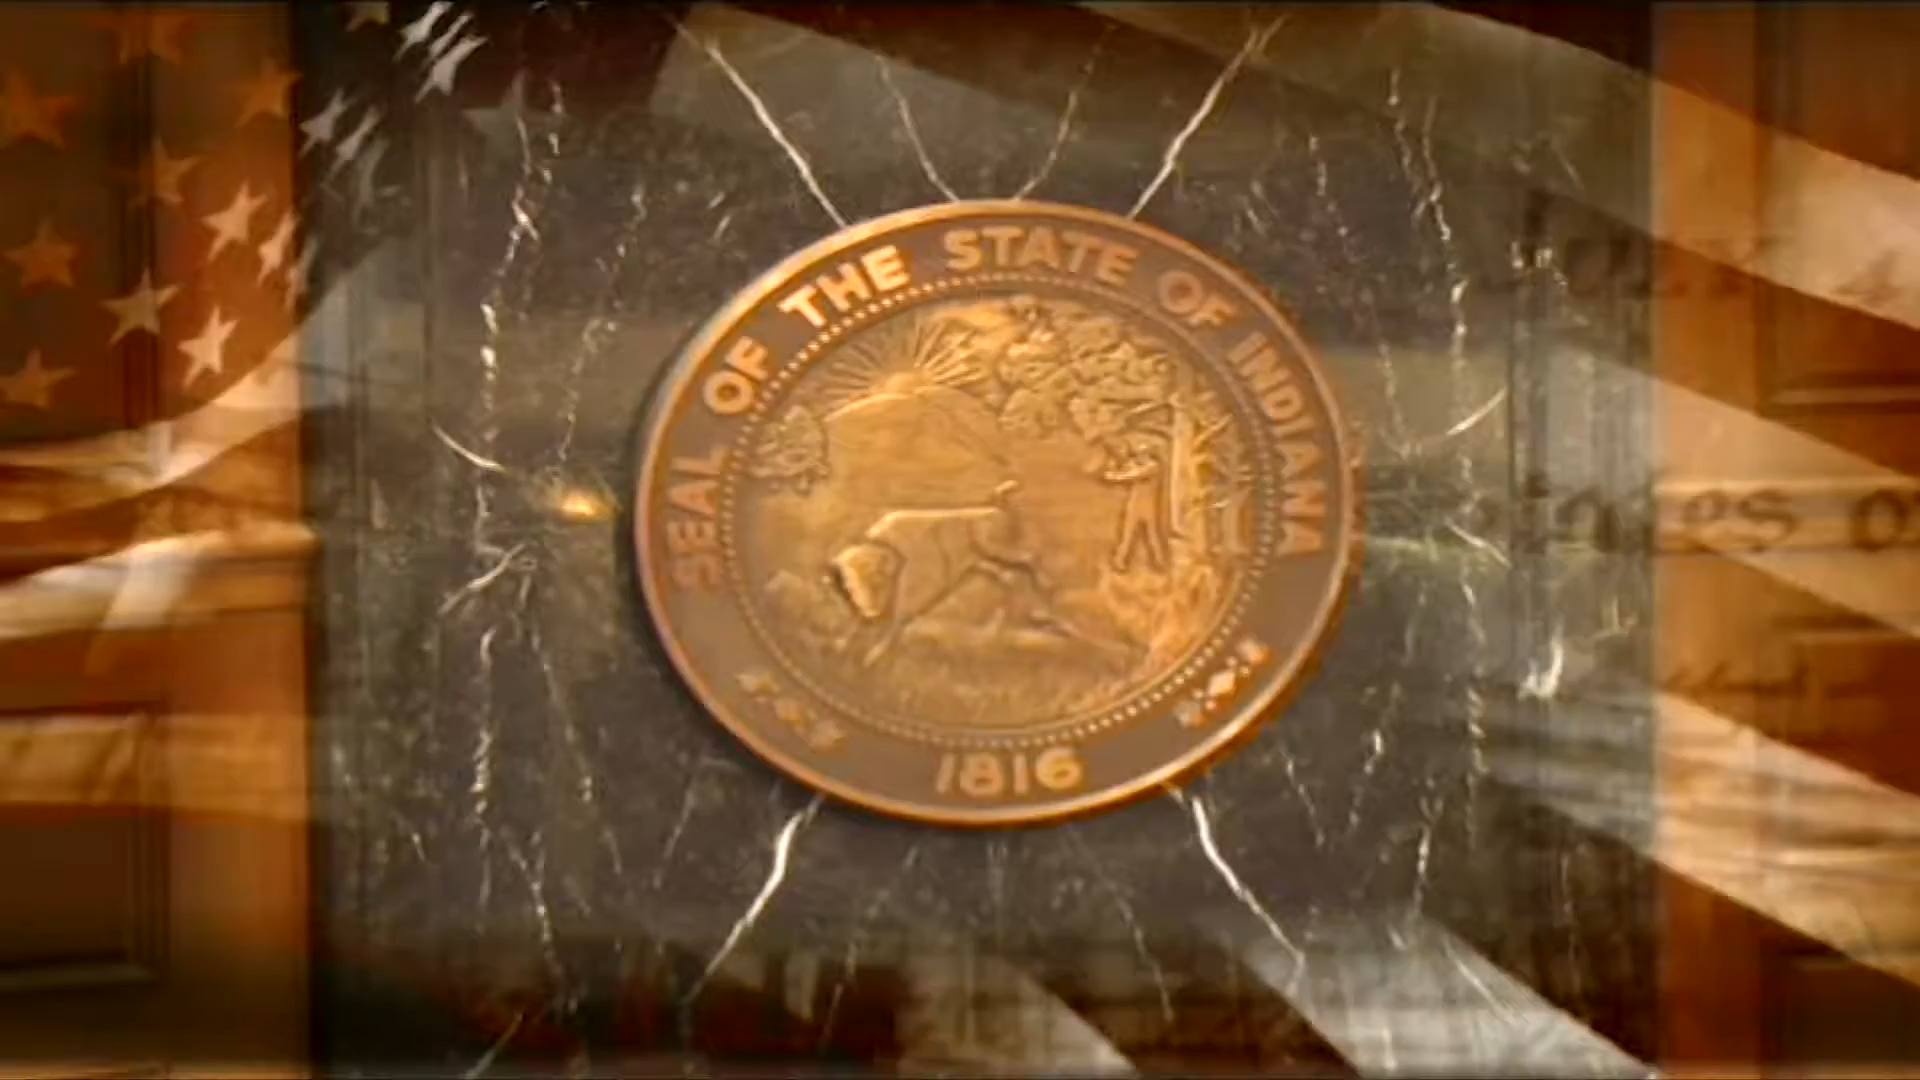 SEAL OF THE STATE OF INDIANA
1816